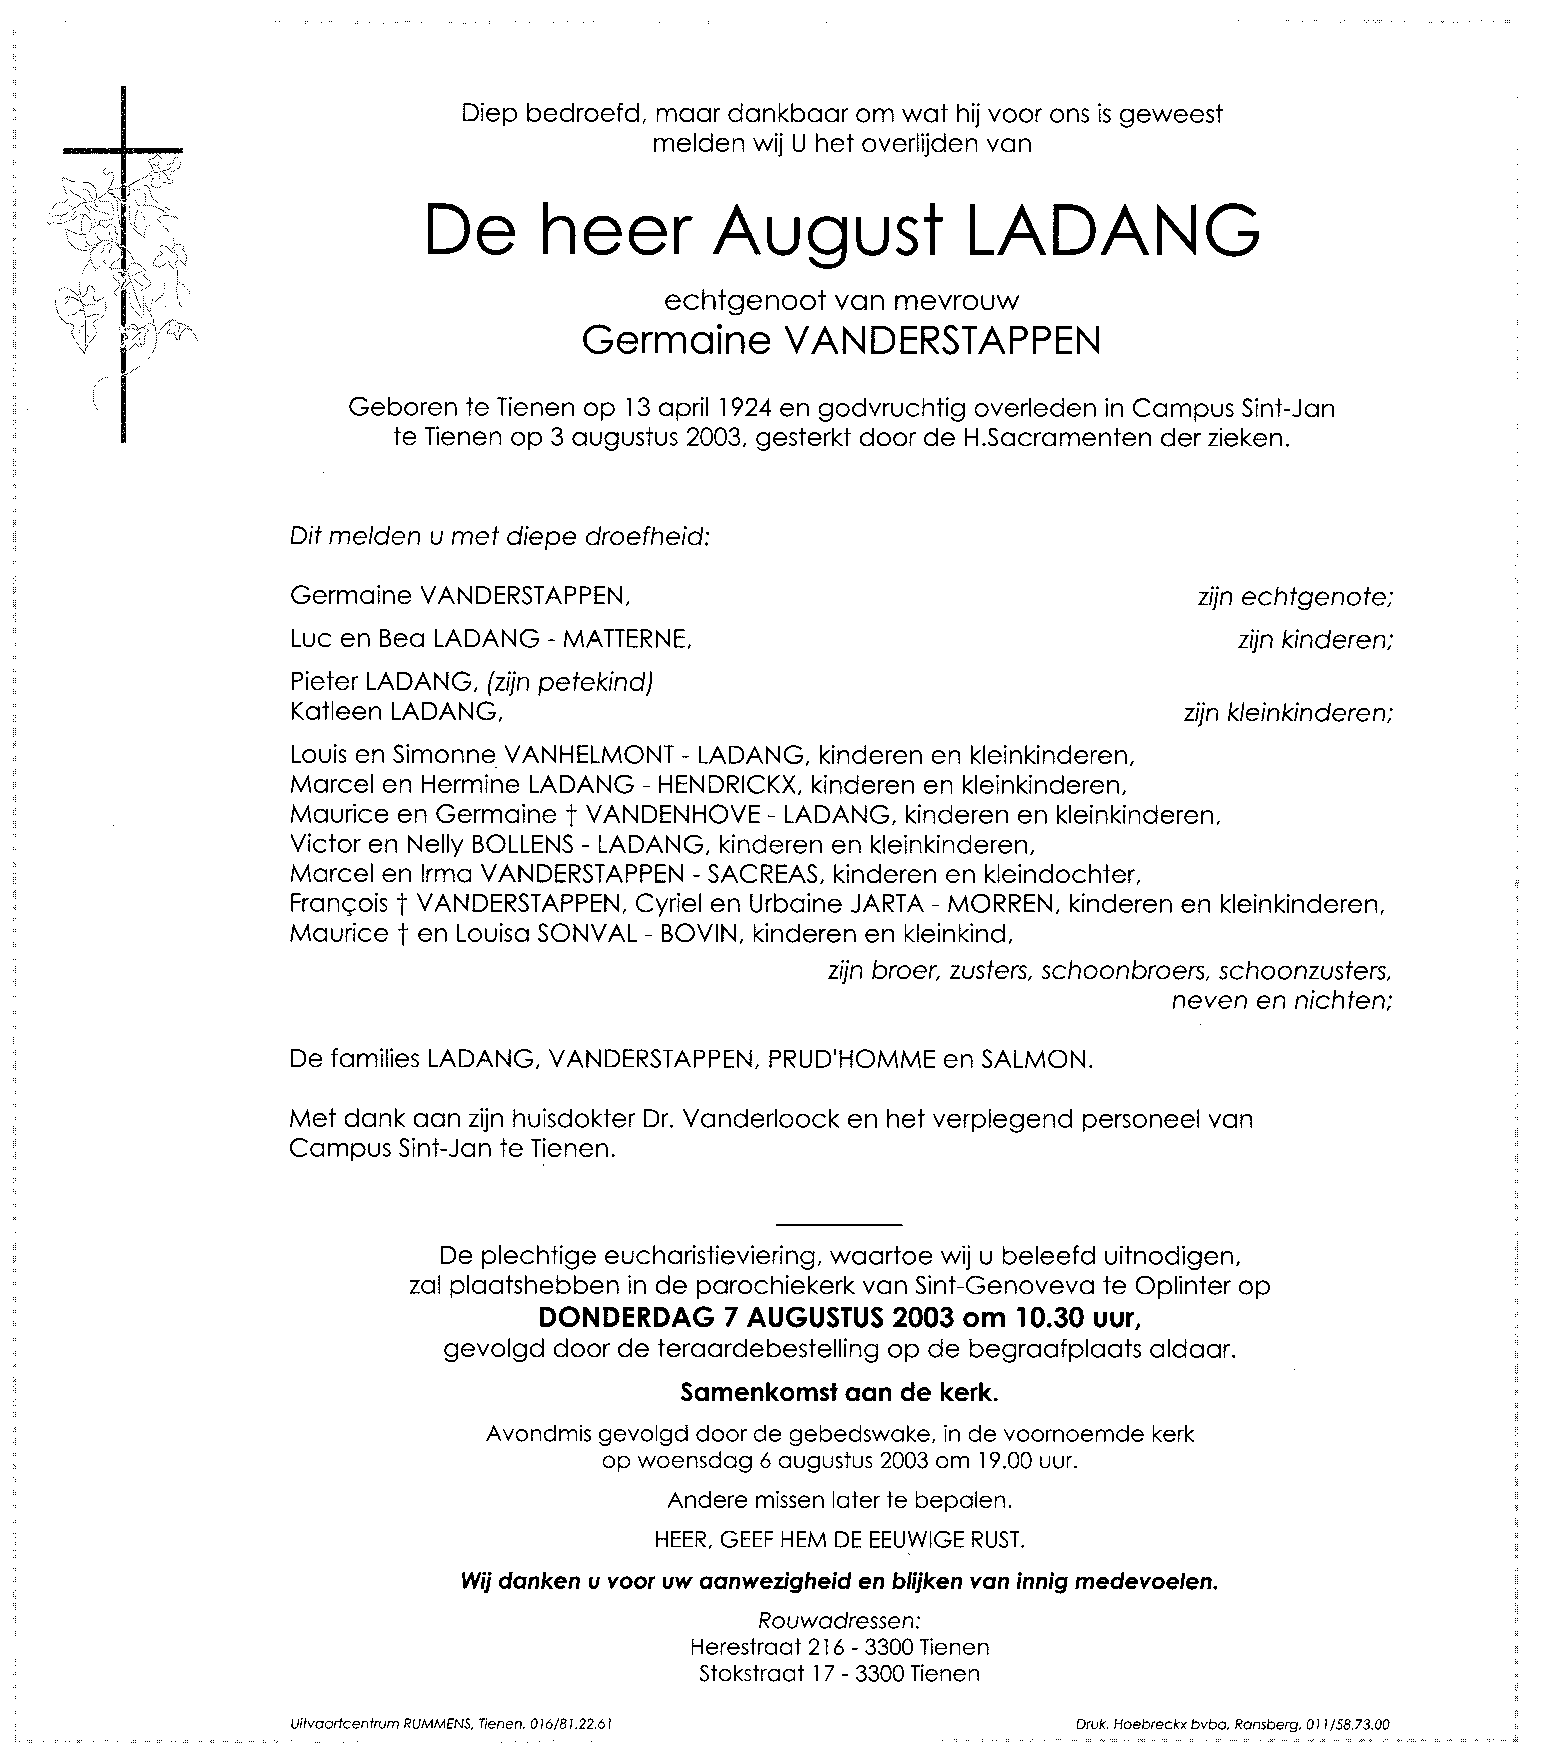 Diep bedroefd, maar dankbaar om wat hij voor ons is geweest
melden wij U het overlijden van
De heer August LADANG
echtgenoot van mevrouw
Germaine VANDERSTAPPEN
Geboren te Tienen op 13 april 1924 en godvruchtig overleden in Campus Sint-Jan
te Tienen op 3 augustus 2003, gesterkt door de H.Sacramenten der zieken.
Dit melden u met diepe droefheid:
Germaine VANDERSTAPPEN, zijn echtgenote;
Luc en Bea LADANG - MATTERNE, zijn kinderen;
Pieter LADANG, (zijn petekind)
Katleen LADANG, zijn kleinkinderen;
Louis en Simonne VANHELMONT - LADANG, kinderen en kleinkinderen,
Marcel en Hermine LADANG - HENDRICKX, kinderen en kleinkinderen,
Maurice en Germaine † VANDENHOVE - LADANG, kinderen en kleinkinderen,
Victor en Nelly BOLLENS - LADANG, kinderen en kleinkinderen,
Marcel en Irma VANDERSTAPPEN - SACREAS, kinderen en kleindochter,
François † VANDERSTAPPEN, Cyriel en Urbaine JARTA - MORREN, kinderen en kleinkinderen,
Maurice † en Louisa SONVAL - BOVIN, kinderen en kleinkind,
zijn broer, zusters, schoonbroers, schoonzusters,
neven en nichten;
De families LADANG, VANDERSTAPPEN, PRUD'HOMME en SALMON.
Met dank aan zijn huisdokter Dr. Vanderloock en het verplegend personeel van
Campus Sint-Jan te Tienen.
De plechtige eucharistieviering, waartoe wij u beleefd uitnodigen,
zal plaatshebben in de parochiekerk van Sint-Genoveva te Oplinter op
DONDERDAG 7 AUGUSTUS 2003 om 10.30 uur,
gevolgd door de teraardebestelling op de begraafplaats aldaar.
Samenkomst aan de kerk.
Avondmis gevolgd door de gebedswake, in de voornoemde kerk
op woensdag 6 augustus 2003 om 19.00 uur.
Andere missen later te bepalen.
HEER, GEEF HEM DE EEUWIGE RUST.
Wij danken u voor uw aanwezigheid en blijken van innig medevoelen.
Rouwadressen:
Herestraat 216 - 3300 Tienen
Stokstraat 17 - 3300 Tienen
Uitvaartcentrum RUMMENS, Tienen. 016/81.22.61 Druk. Hoebreckx bvba, Ransberg, 011/58.73.00